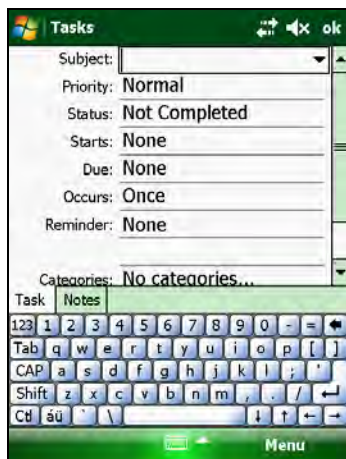 Tasks ok
Subject:
Priority: Normal
Status: Not Completed
Starts: None
Due: None
Occurs: Once
Reminder: None
Categories: No categories...
Task Notes
123 1 2 3 4 5 6 7 8 9 0 - =
Tab q w e r t y u i o p [ ]
CAP a s d f g h j k l ; '
Shift z x c v b n m , . /
Ctl áü ` \
Menu